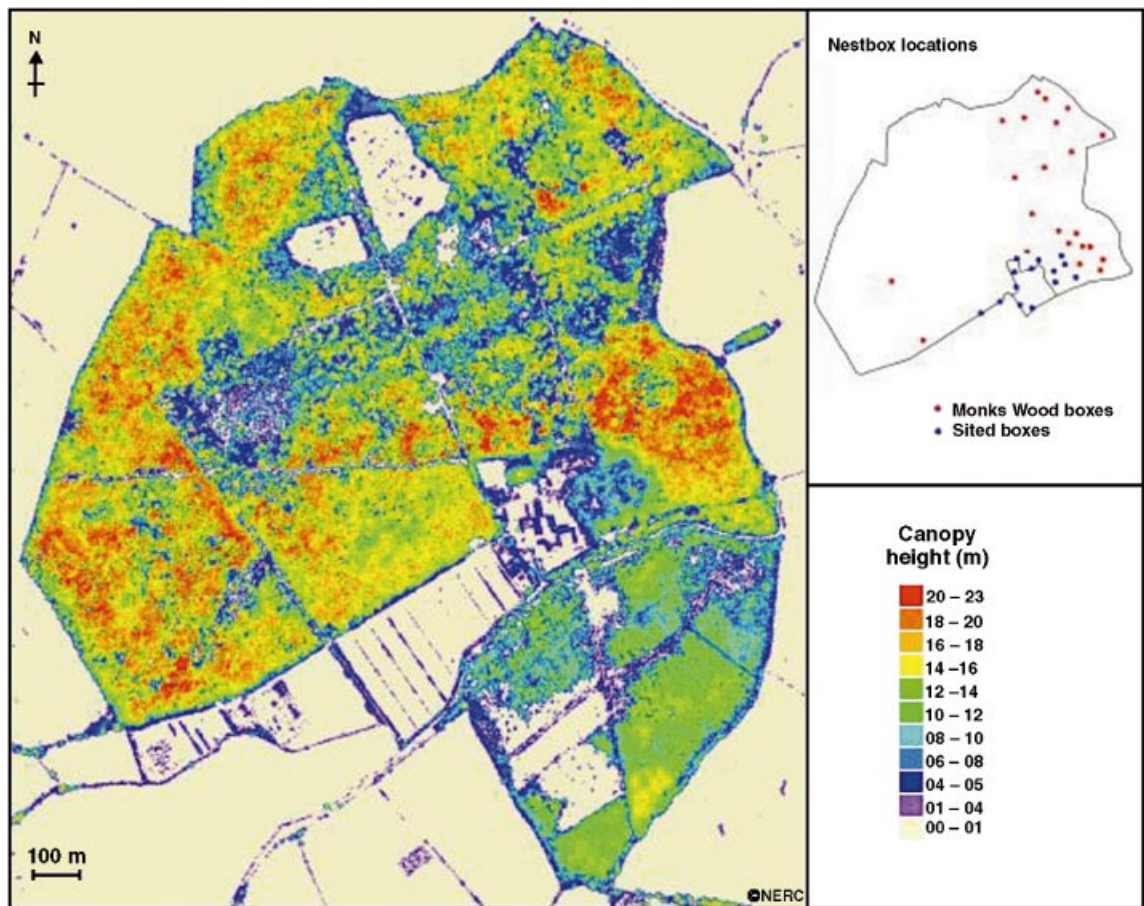 N
100 m
©NERC
Nestbox locations
Monks Wood boxes
Sited boxes
Canopy
height (m)
20 – 23
18 – 20
16 – 18
14 –16
12 – 14
10 – 12
08 – 10
06 – 08
04 – 05
01 – 04
00 – 01